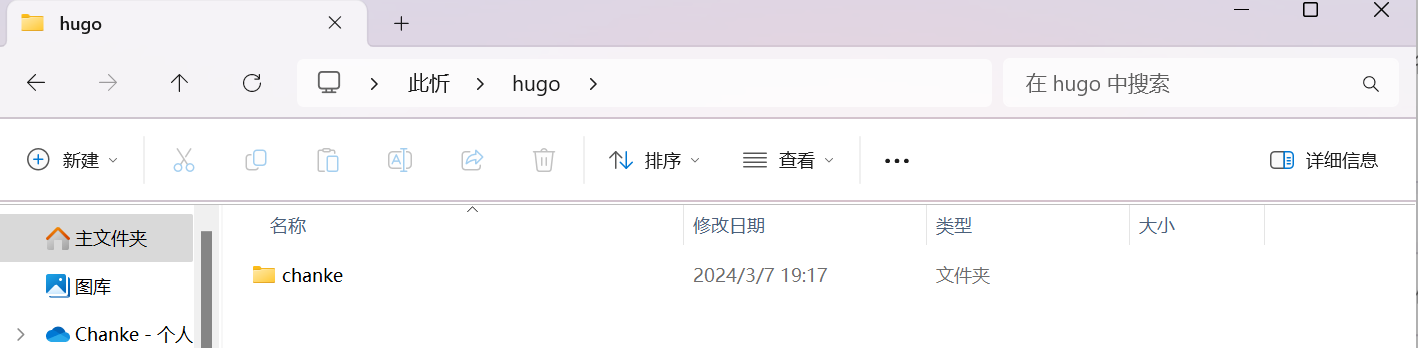 hugo
此忻 hugo 在 hugo 中搜索
新建 排序 查看 详细信息
名称 修改日期 类型 大小
主文件夹
chanke 2024/3/7 19:17 文件夹
图库
Chanke - 个人